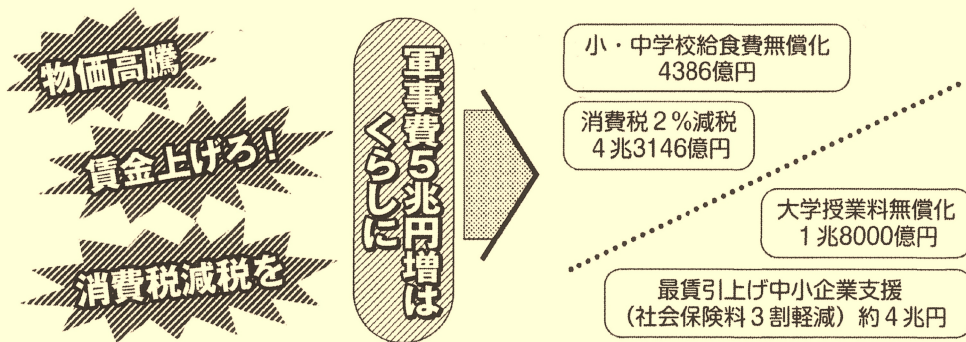 物価高騰
賃金上げろ!
消費税減税を
軍事費5兆円増は
くらしに
小・中学校給食費無償化
4386億円
消費税2%減税
4兆3146億円
大学授業料無償化
1兆8000億円
最賃引上げ中小企業支援
(社会保険料3割軽減)約4兆円